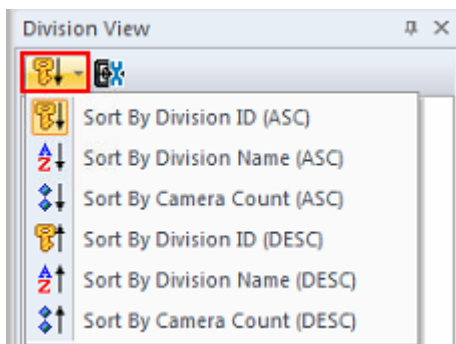 Division View
Sort By Division ID (ASC)
Sort By Division Name (ASC)
Sort By Camera Count (ASC)
Sort By Division ID (DESC)
Sort By Division Name (DESC)
Sort By Camera Count (DESC)